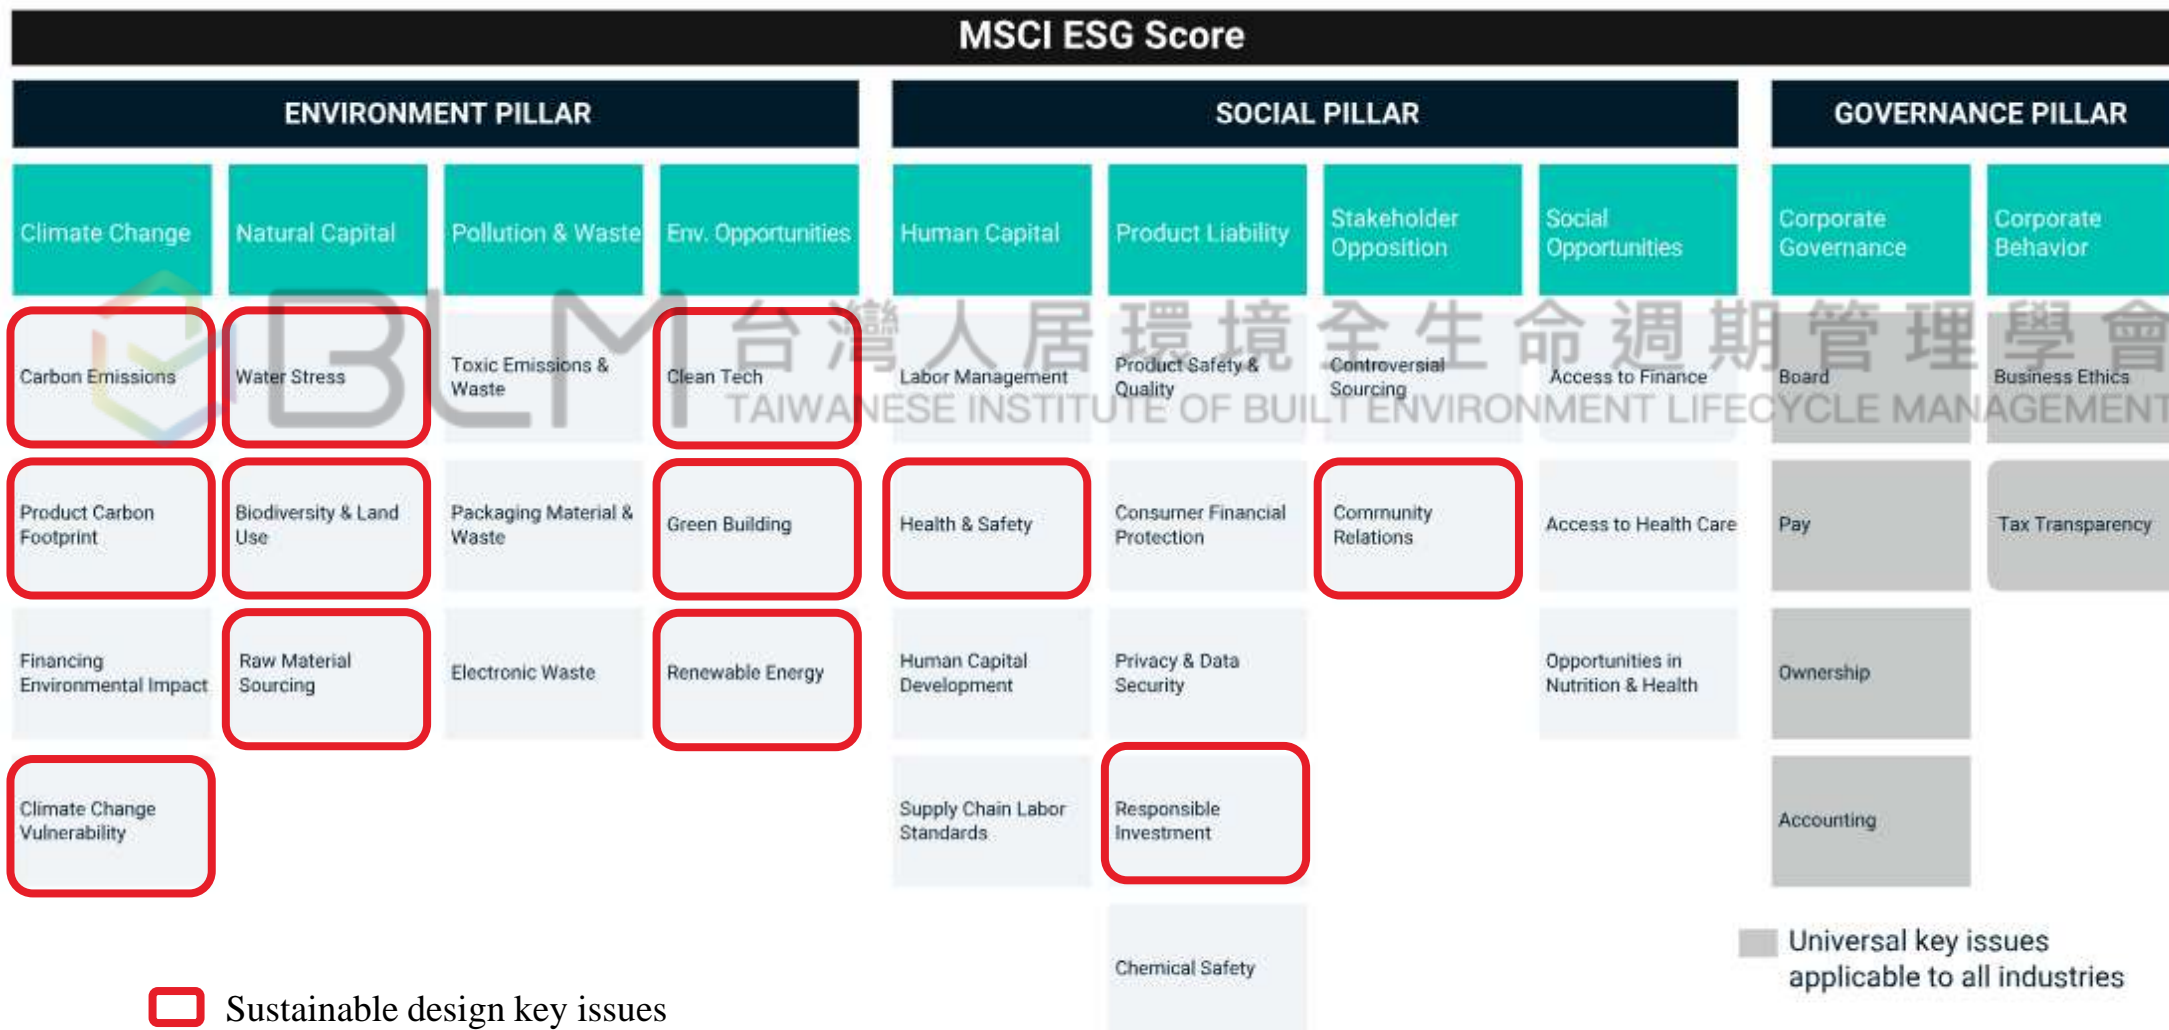 MSCI ESG Score
ENVIRONMENT PILLAR
SOCIAL PILLAR
GOVERNANCE PILLAR
Climate Change
Natural Capital
Pollution & Waste
Env. Opportunities
Human Capital
Product Liability
Stakeholder
Opposition
Social
Opportunities
Corporate
Governance
Corporate
Behavior
BLM 台灣人居環境全生命週期管理學會
TAIWANESE INSTITUTE OF BUILT ENVIRONMENT LIFECYCLE MANAGEMENT
Carbon Emissions
Water Stress
Toxic Emissions &
Waste
Clean Tech
Labor Management
Product Safety &
Quality
Controversial
Sourcing
Access to Finance
Board
Business Ethics
Product Carbon
Footprint
Biodiversity & Land
Use
Packaging Material &
Waste
Green Building
Health & Safety
Consumer Financial
Protection
Community
Relations
Access to Health Care
Pay
Tax Transparency
Financing
Environmental Impact
Raw Material
Sourcing
Electronic Waste
Renewable Energy
Human Capital
Development
Privacy & Data
Security
Opportunities in
Nutrition & Health
Ownership
Climate Change
Vulnerability
Supply Chain Labor
Standards
Responsible
Investment
Accounting
Chemical Safety
Universal key issues
applicable to all industries
Sustainable design key issues